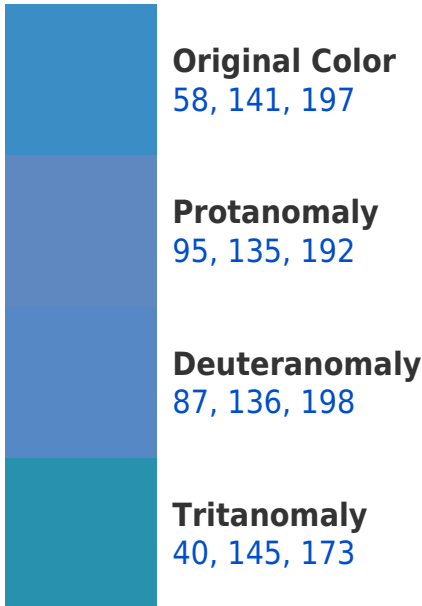 Original Color
58, 141, 197
Protanomaly
95, 135, 192
Deuteranomaly
87, 136, 198
Tritanomaly
40, 145, 173